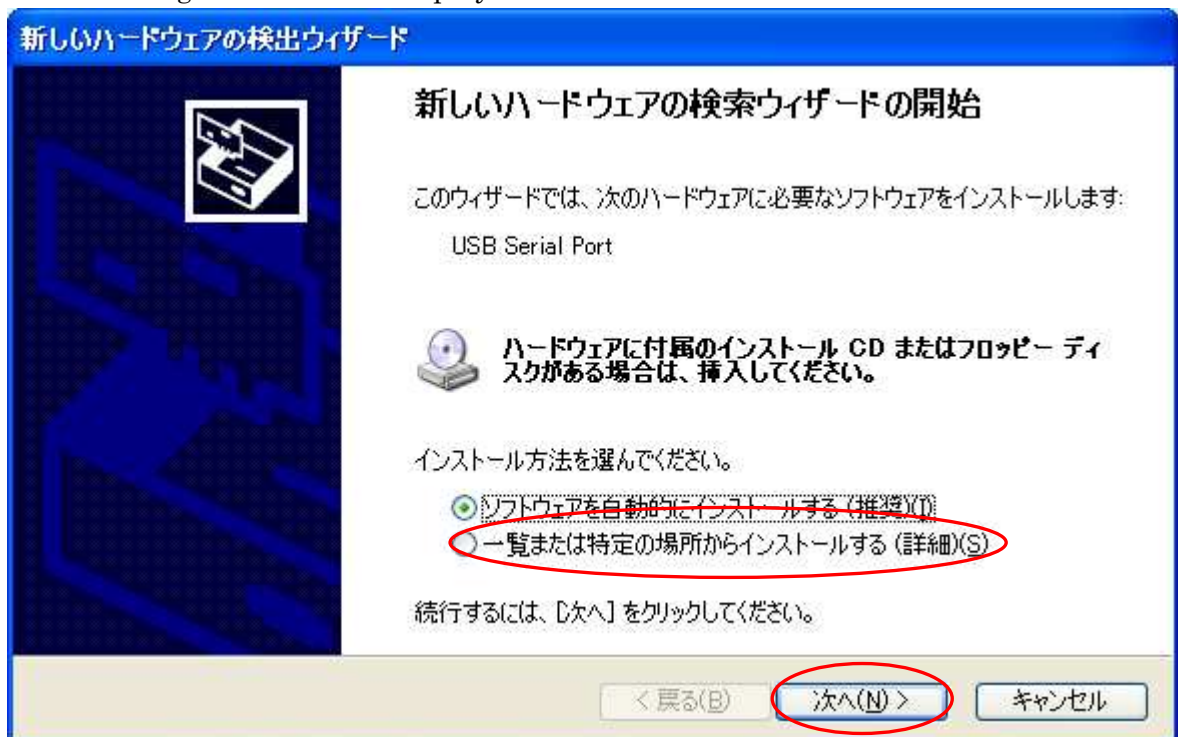 新しいハードウェアの検出ウィザード
新しいハードウェアの検索ウィザードの開始
このウィザードでは、次のハードウェアに必要なソフトウェアをインストールします:
USB Serial Port
ハードウェアに付属のインストール CD またはフロッピー ディ
スクがある場合は、挿入してください。
インストール方法を選んでください。
ソフトウェアを自動的にインストールする (推奨)(I)
一覧または特定の場所からインストールする (詳細)(S)
続行するには、[次へ] をクリックしてください。
< 戻る(B)
次へ(N) >
キャンセル